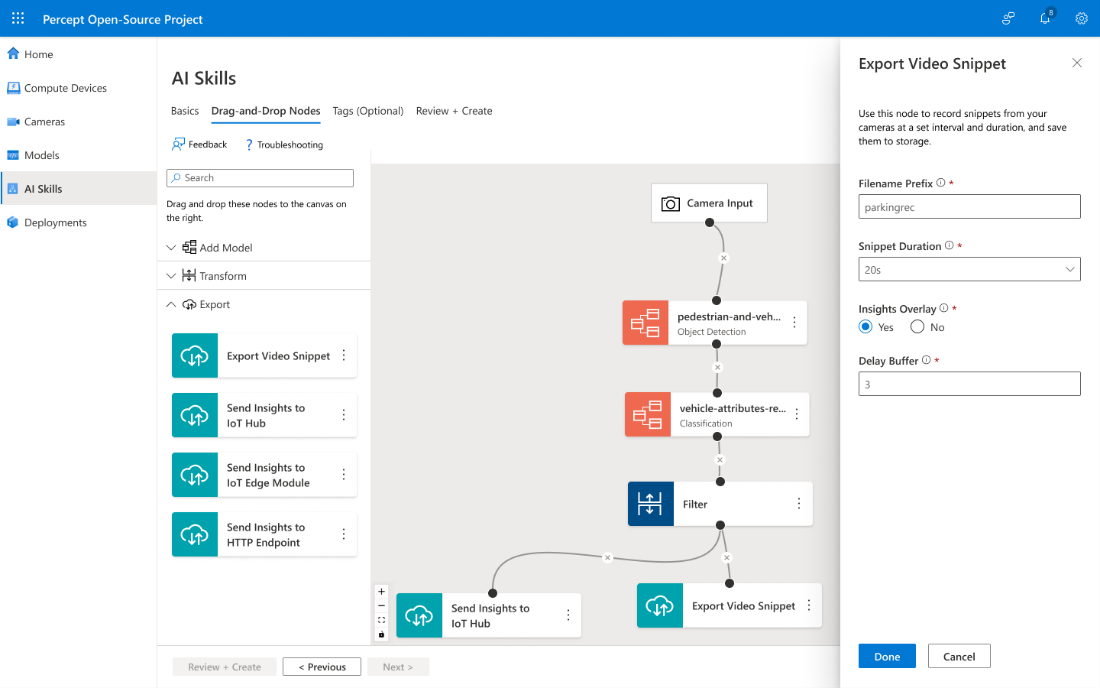 Percept Open-Source Project
8
Home
Compute Devices
Cameras
Models
AI Skills
Deployments
AI Skills
Basics
Drag-and-Drop Nodes
Tags (Optional)
Review + Create
Feedback
? Troubleshooting
Search
Drag and drop these nodes to the canvas on
the right.
Add Model
Transform
Export
Export Video Snippet
Send Insights to
IoT Hub
Send Insights to
IoT Edge Module
Send Insights to
HTTP Endpoint
Camera Input
pedestrian-and-veh...
Object Detection
vehicle-attributes-re...
Classification
Filter
Send Insights to
IoT Hub
Export Video Snippet
Review + Create
< Previous
Next >
Export Video Snippet
Use this node to record snippets from your
cameras at a set interval and duration, and save
them to storage.
Filename Prefix *
parkingrec
Snippet Duration *
20s
Insights Overlay *
Yes
No
Delay Buffer *
3
Done
Cancel